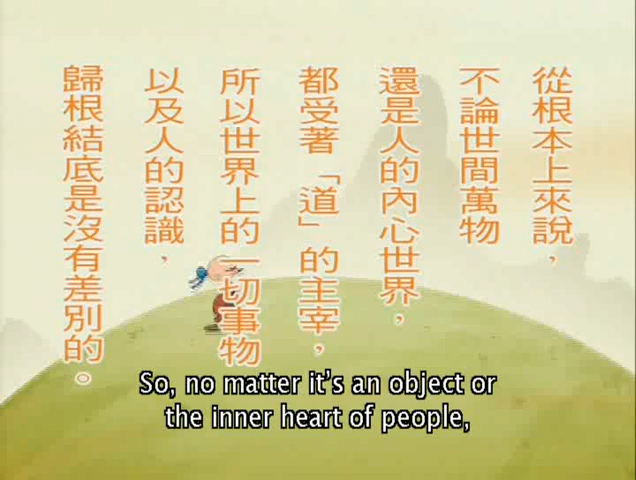 從根本上來說，
不論世間萬物
還是人的內心世界，
都受著「道」的主宰，
所以世界上的一切事物
以及人的認識，
歸根結底是沒有差別的。
So, no matter it's an object or
the inner heart of people,